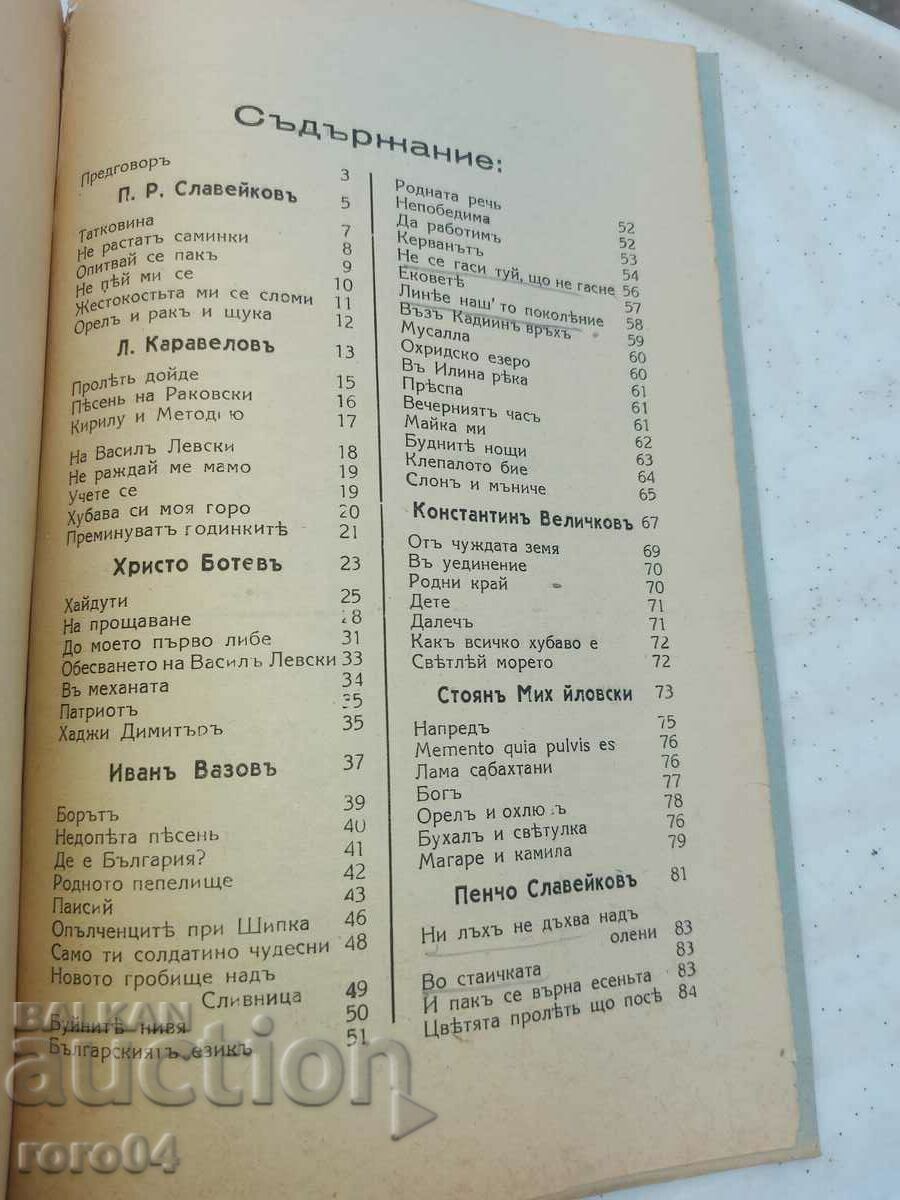 Съдържание:
Предговоръ 3
П. Р. Славейковъ 5
Татковина 7
Не растатъ саминки 8
Опитвай се пакъ 9
Не пѣй ми се 10
Жестокостьта ми се сломи 11
Орелъ и ракъ и щука 12
Л. Каравеловъ 13
Пролѣть дойде 15
Пѣсень на Раковски 16
Кирилу и Методію 17
На Василъ Левски 18
Не раждай ме мамо 19
Учете се 19
Хубава си моя горо 20
Преминуватъ годинкитѣ 21
Христо Ботевъ 23
Хайдути 25
На прощаване 28
До моето първо либе 31
Обесването на Василъ Левски 33
Въ механата 34
Патриотъ 35
Хаджи Димитъръ 35
Иванъ Вазовъ 37
Борътъ 39
Недопѣта пѣсень 40
Де е България? 41
Родното пепелище 42
Паисий 43
Опълченцитѣ при Шипка 46
Само ти солдатино чудесни 48
Новото гробище надъ
Сливница 49
Буйнитѣ нивя 50
Българскиятъ езикъ 51
Родната речь 52
Непобедима 52
Да работимъ 53
Керванътъ 54
Не се гаси туй, що не гасне 56
Ековетѣ 57
Линѣе наш'то поколѣние 58
Възъ Кадиинъ връхъ 59
Мусалла 60
Охридско езеро 60
Въ Илина рѣка 61
Прѣспа 61
Вечерниятъ часъ 61
Майка ми 62
Буднитѣ нощи 63
Клепалото бие 64
Слонъ и мъниче 65
Константинъ Величковъ 67
Отъ чуждата земя 69
Въ уединение 70
Родни край 70
Дете 71
Далечъ 71
Какъ всичко хубаво е 72
Свѣтлѣй морето 72
Стоянъ Мих йловски 73
Напредъ 75
Memento quia pulvis es 76
Лама сабахтани 76
Богъ 77
Орелъ и охлю ъ 78
Бухалъ и свѣтулка 76
Магаре и камила 79
Пенчо Славейковъ 81
Ни лъхъ не дъхва надъ
олени 83
Во стаичката 83
И пакъ се върна есеньта 83
Цвѣтята пролѣть що посѣ 84
BALKAN
auction
roro04